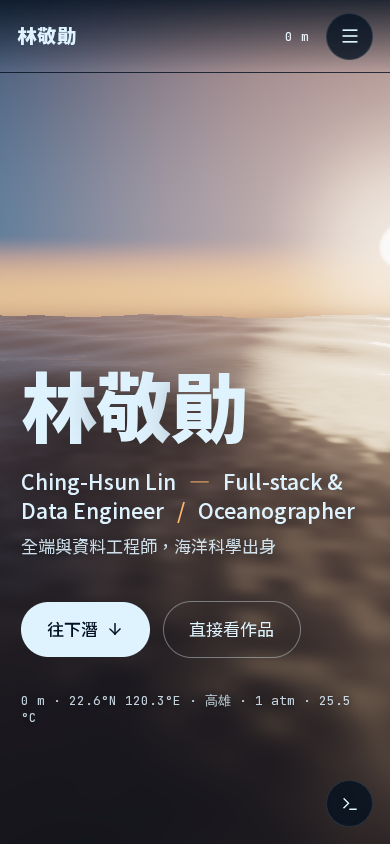 林敬勛
0 m
林敬勛
Ching-Hsun Lin — Full-stack &
Data Engineer / Oceanographer
全端與資料工程師，海洋科學出身
往下潛 ↓
直接看作品
0 m · 22.6°N 120.3°E · 高雄 · 1 atm · 25.5
°C